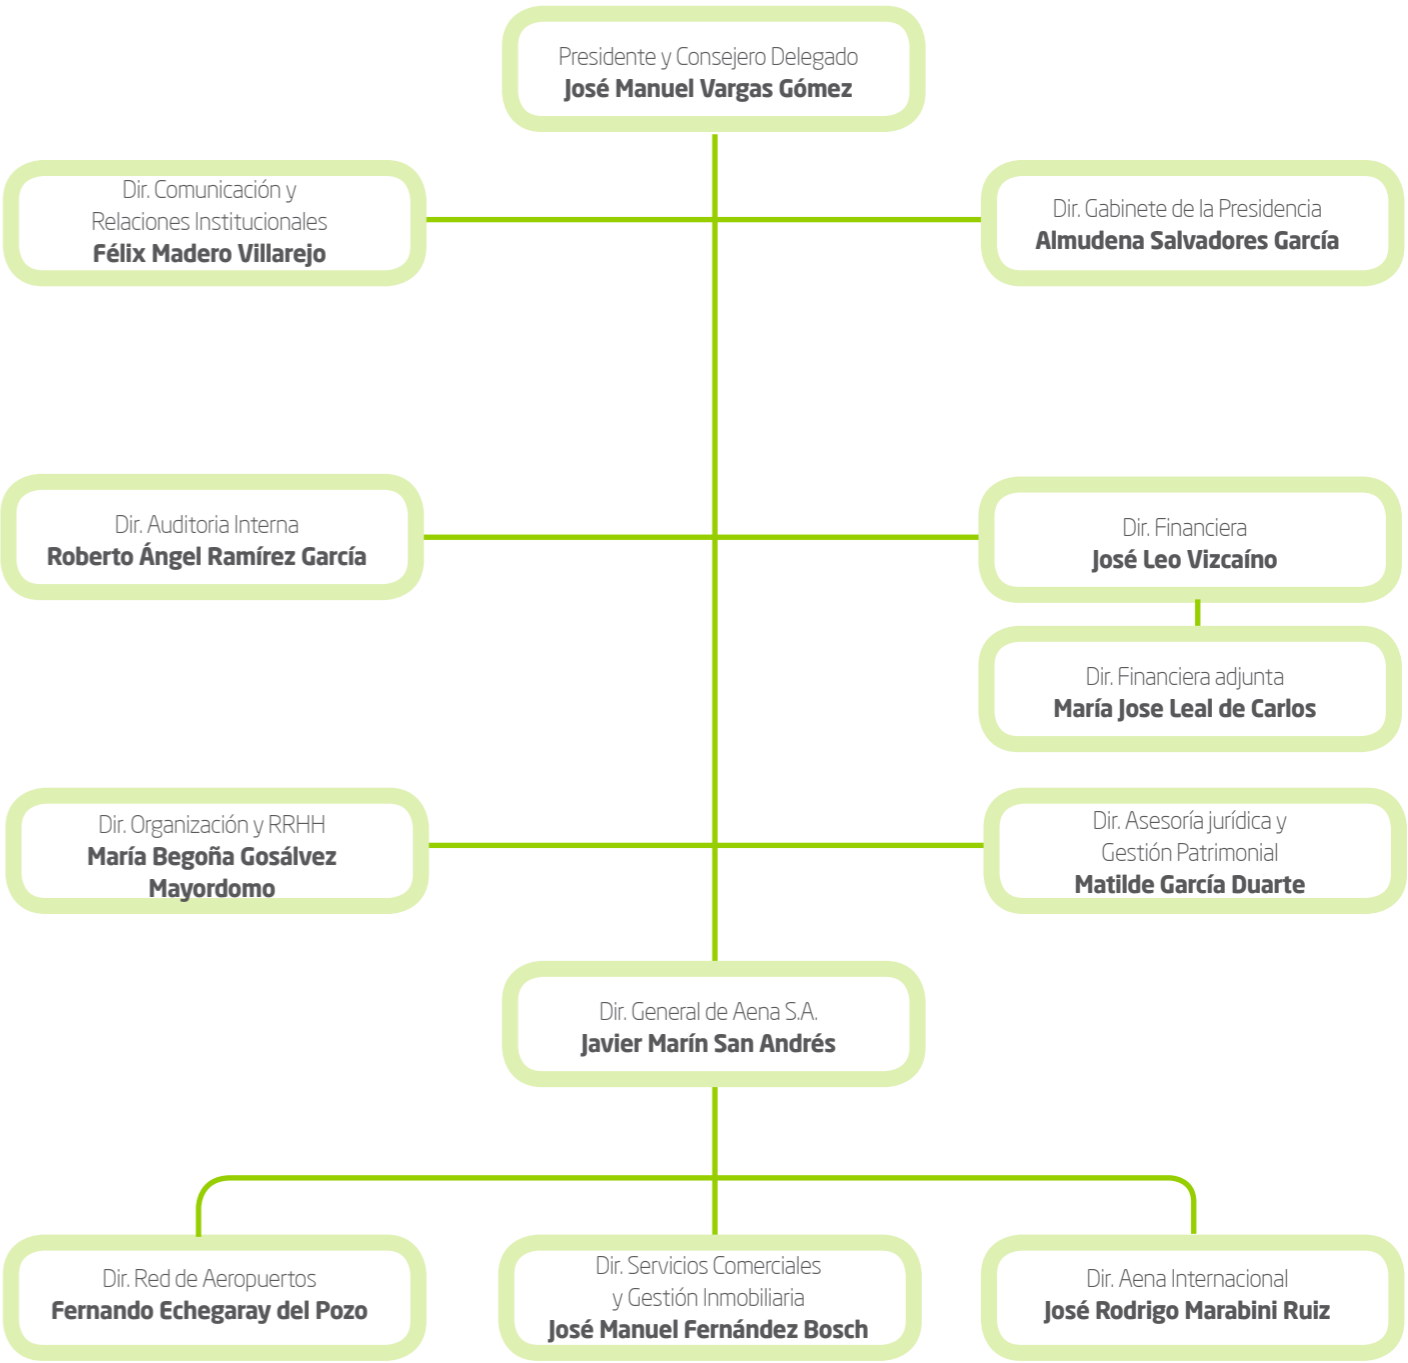 Presidente y Consejero Delegado
José Manuel Vargas Gómez
Dir. Comunicación y
Relaciones Institucionales
Félix Madero Villarejo
Dir. Gabinete de la Presidencia
Almudena Salvadores García
Dir. Auditoria Interna
Roberto Ángel Ramírez García
Dir. Financiera
José Leo Vizcaíno
Dir. Financiera adjunta
María Jose Leal de Carlos
Dir. Organización y RRHH
María Begoña Gosálvez
Mayordomo
Dir. Asesoría jurídica y
Gestión Patrimonial
Matilde García Duarte
Dir. General de Aena S.A.
Javier Marín San Andrés
Dir. Red de Aeropuertos
Fernando Echegaray del Pozo
Dir. Servicios Comerciales
y Gestión Inmobiliaria
José Manuel Fernández Bosch
Dir. Aena Internacional
José Rodrigo Marabini Ruiz